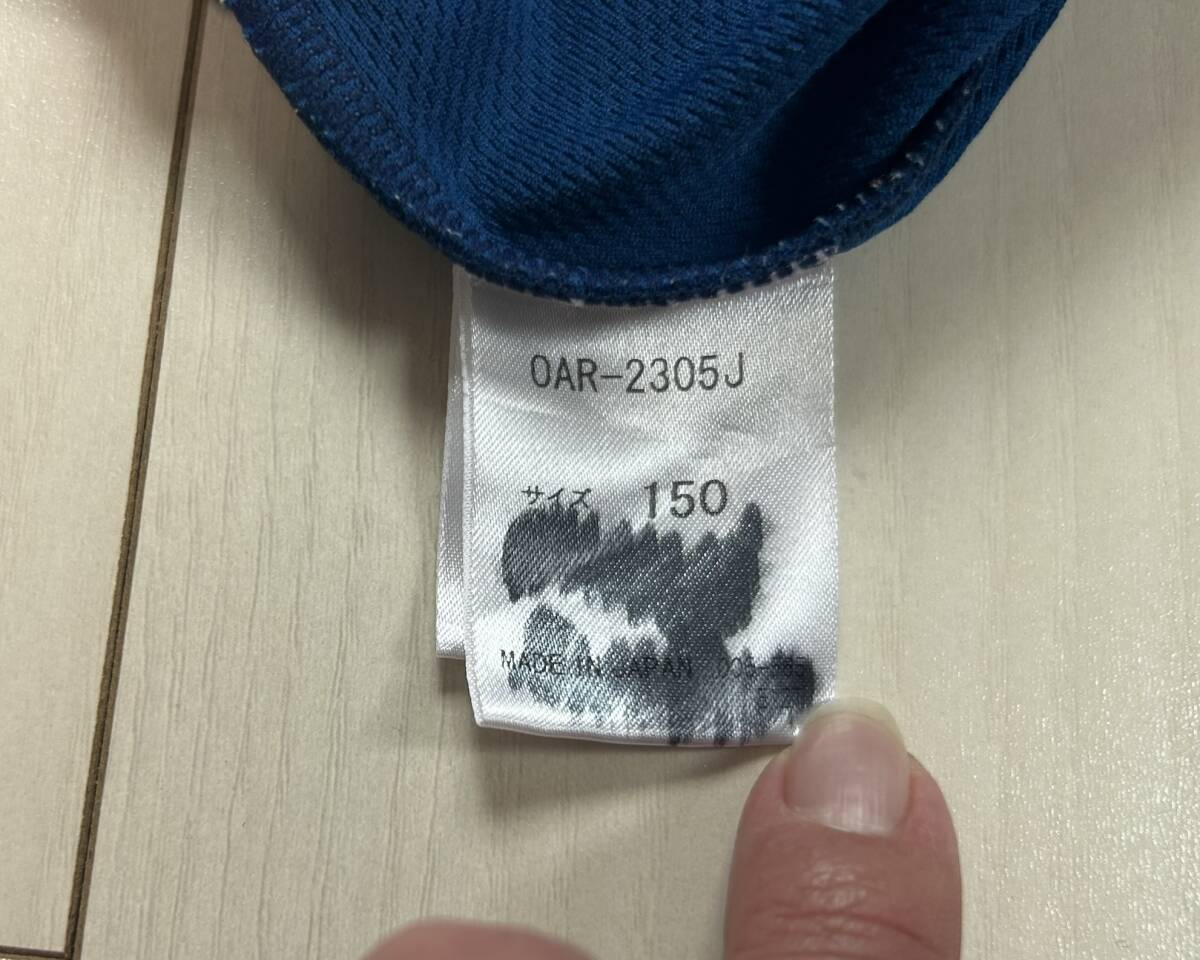 OAR-2305J
サイズ 150
MADE IN JAPAN